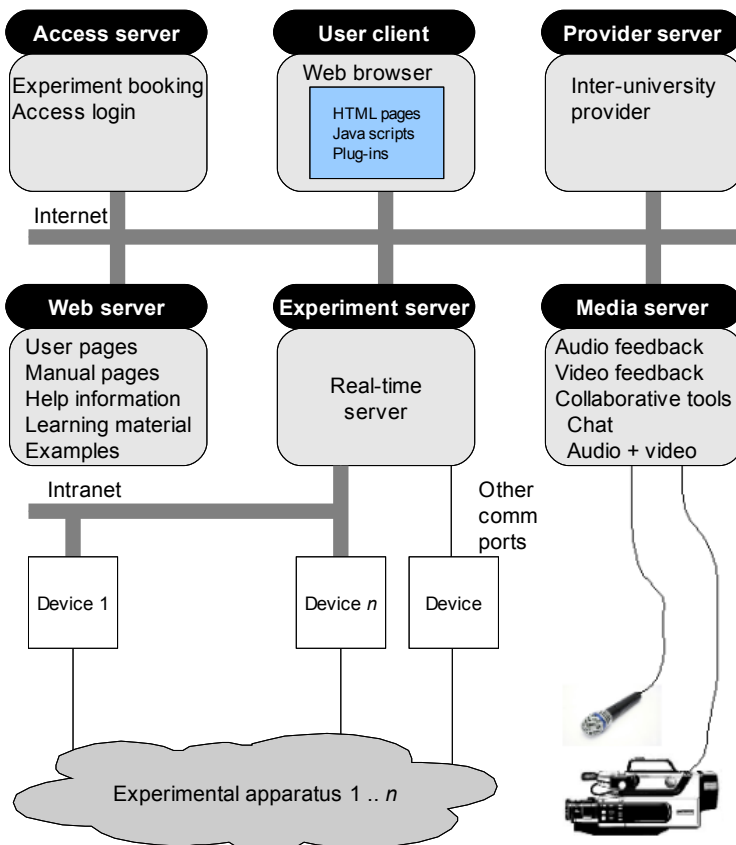 Access server
Experiment booking
Access login
User client
Web browser
HTML pages
Java scripts
Plug-ins
Provider server
Inter-university
provider
Internet
Web server
User pages
Manual pages
Help information
Learning material
Examples
Experiment server
Real-time
server
Media server
Audio feedback
Video feedback
Collaborative tools
Chat
Audio + video
Intranet
Other
comm
ports
Device 1
Device n
Device
Experimental apparatus 1 .. n